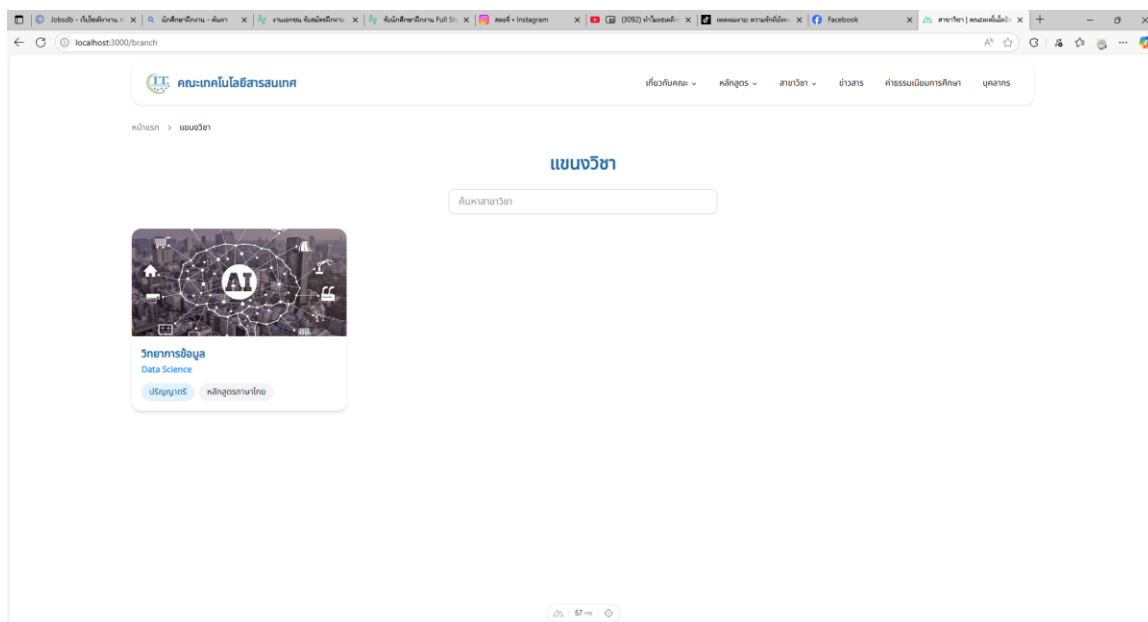 Jobsdb -
(3092)
Facebook
localhost:3000/branch
IT
คณะเทคโนโลยีสารสนเทศ
เกี่ยวกับคณะ
หลักสูตร
สาขาวิชา
ข่าวสาร
ค่าธรรมเนียมการศึกษา
บุคลากร
หน้าแรก > แขนงวิชา
แขนงวิชา
ค้นหาสาขาวิชา
AI
วิทยาการข้อมูล
Data Science
ปริญญาตรี
หลักสูตรภาษาไทย
57 ms